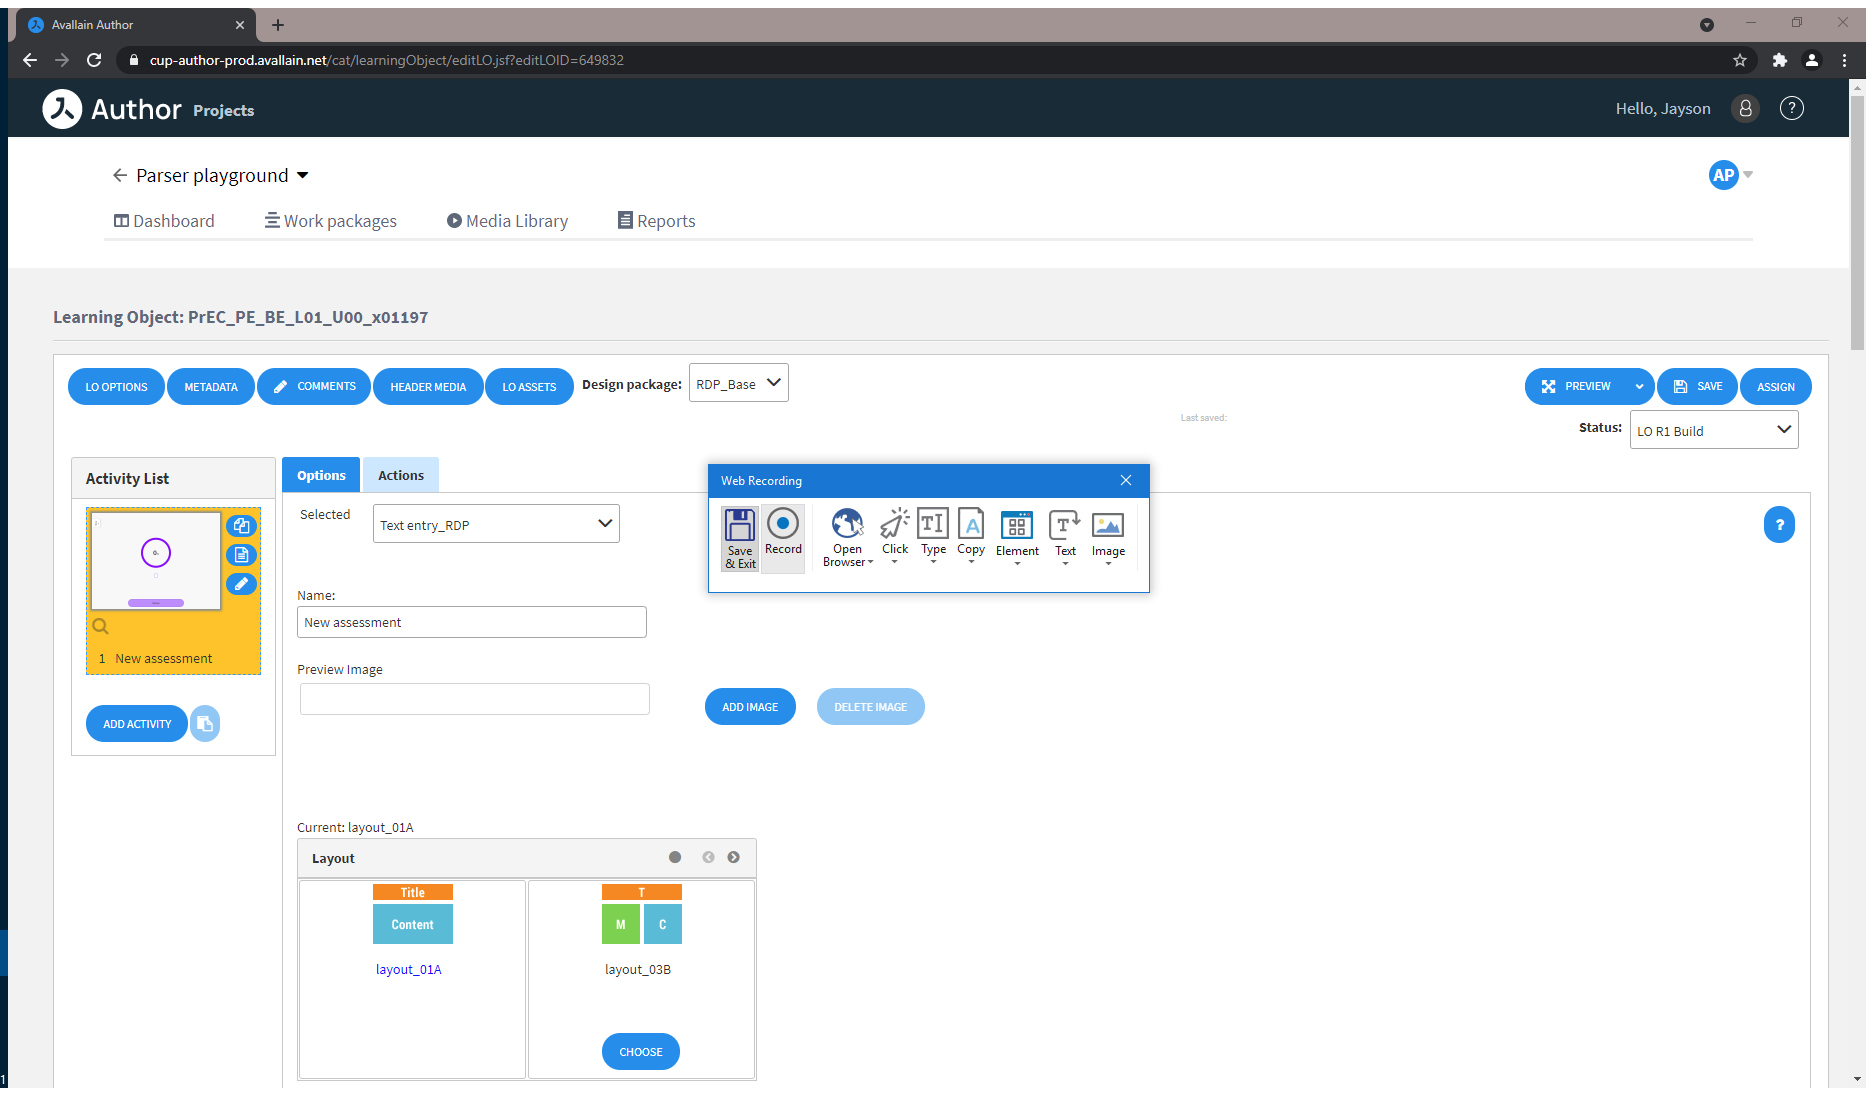 Avallain Author
cup-author-prod.avallain.net/cat/learningObject/editLO.jsf?editLOID=649832
Author Projects
Hello, Jayson
?
Parser playground
AP
Dashboard Work packages Media Library Reports
Learning Object: PrEC_PE_BE_L01_U00_x01197
LO OPTIONS METADATA COMMENTS HEADER MEDIA LO ASSETS Design package: RDP_Base PREVIEW SAVE ASSIGN
Last saved:
Status: LO R1 Build
Activity List
Options Actions
Web Recording
Selected Text entry_RDP
?
Save & Exit
Record
Open Browser
Click
Type
Copy
Element
Text
Image
Name:
New assessment
1 New assessment
Preview Image
ADD IMAGE DELETE IMAGE
ADD ACTIVITY
Current: layout_01A
Layout
Title
Content
layout_01A
T
M C
layout_03B
CHOOSE
1